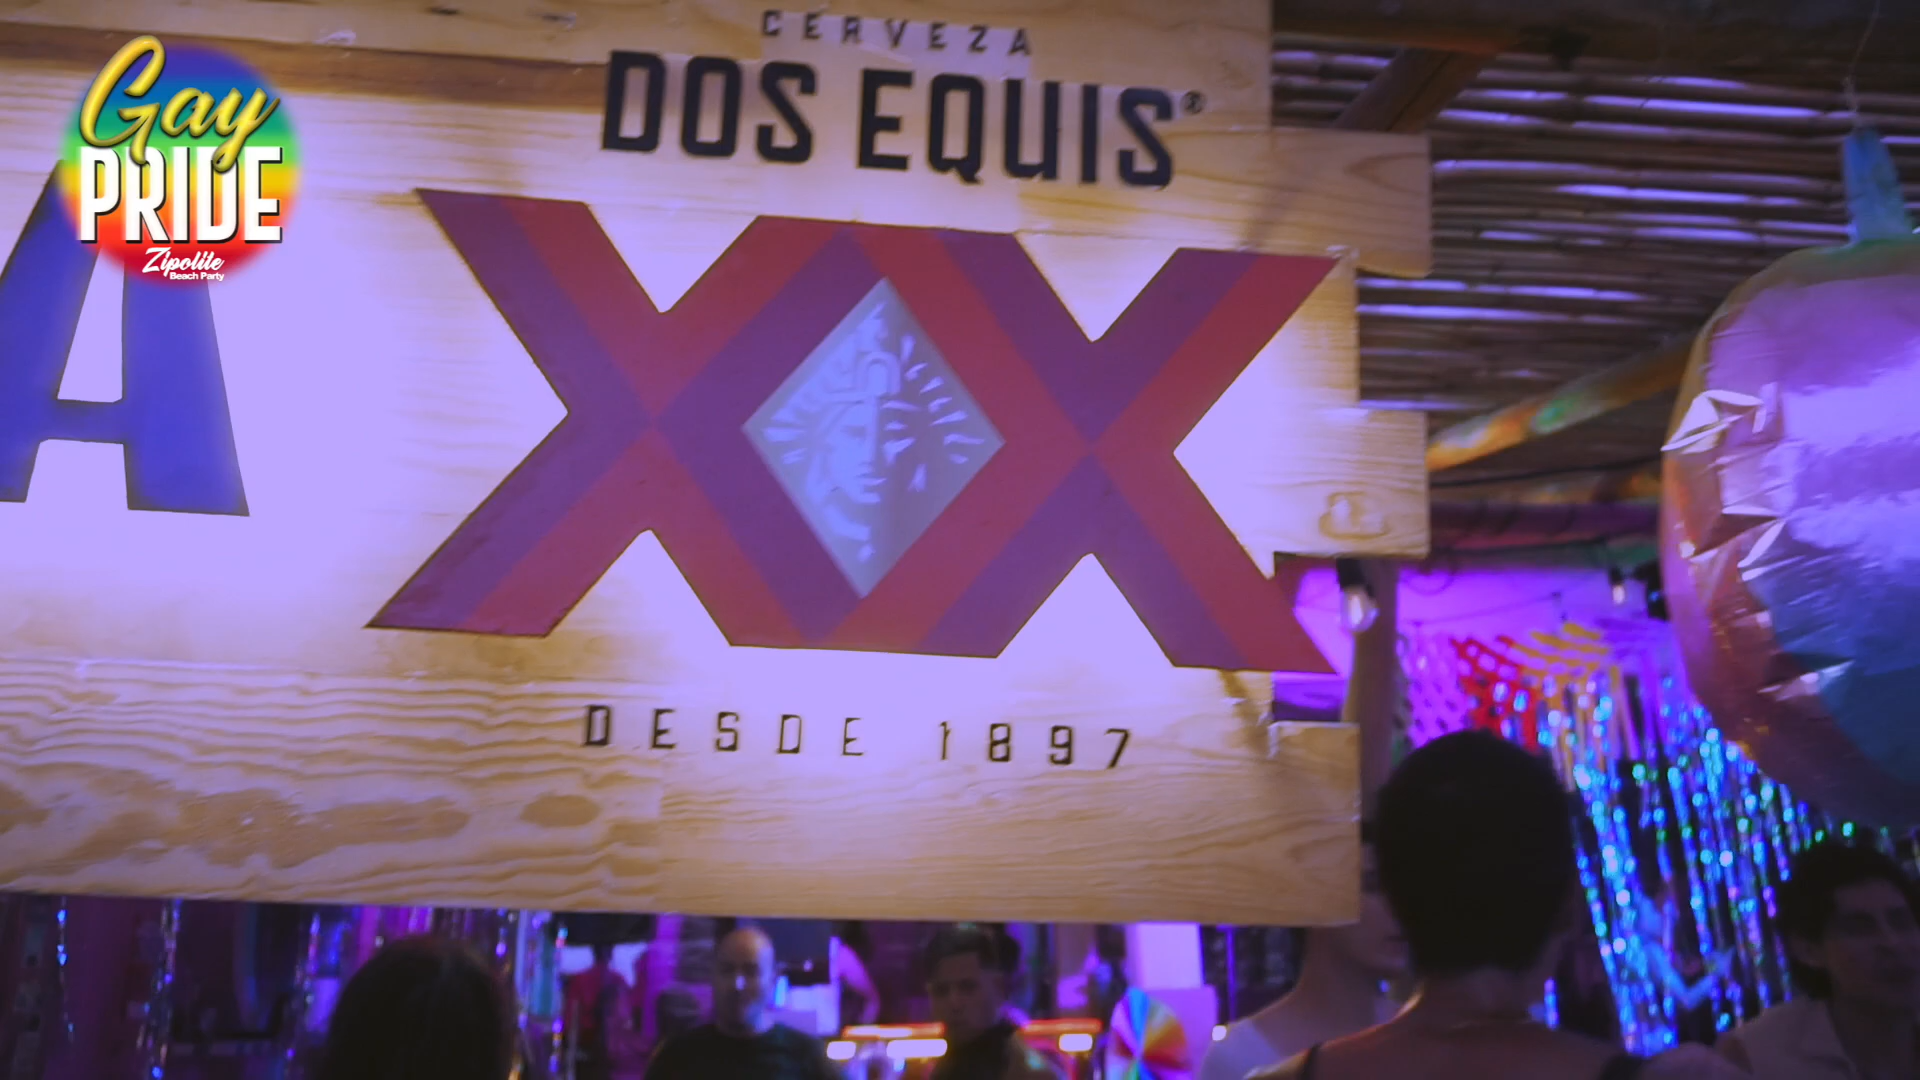 Gay
PRIDE
Zipolite
Beach Party
CERVEZA
DOS EQUIS®
A
XX
DESDE 1897